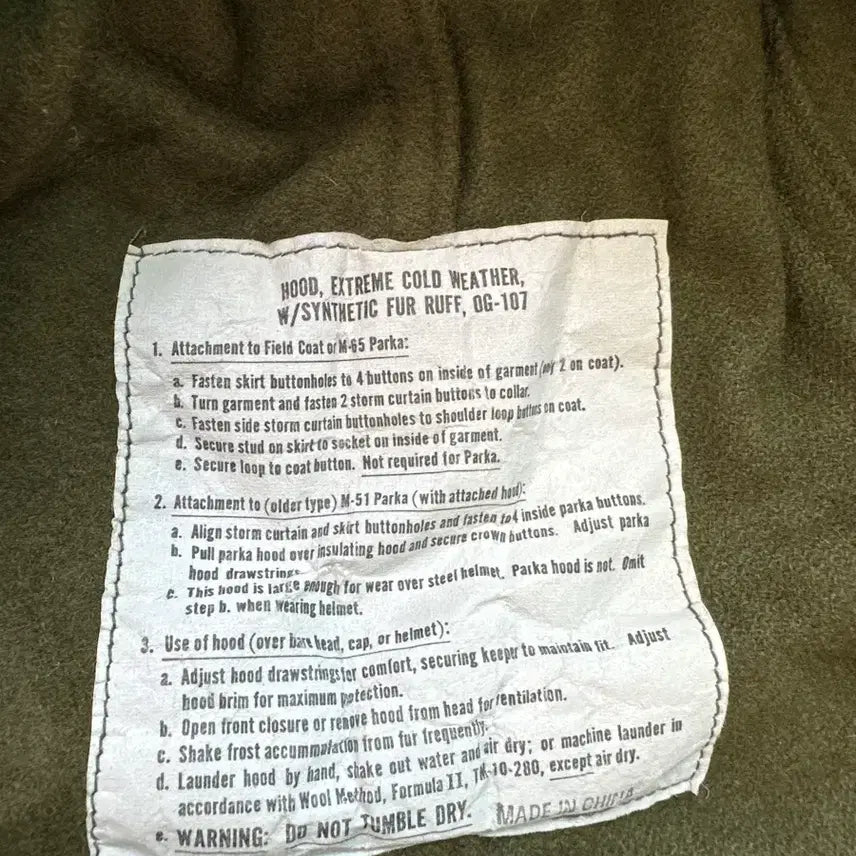 HOOD, EXTREME COLD WEATHER,
W/SYNTHETIC FUR RUFF, OG-107
1. Attachment to Field Coat or M-65 Parka:
a. Fasten skirt buttonholes to 4 buttons on inside of garment (only 2 on coat).
b. Turn garment and fasten 2 storm curtain buttons to collar.
c. Fasten side storm curtain buttonholes to shoulder loop buttons on coat.
d. Secure stud on skirt to socket on inside of garment.
e. Secure loop to coat button. Not required for Parka.
2. Attachment to (older type) M-51 Parka (with attached hood):
a. Align storm curtain and skirt buttonholes and fasten to 4 inside parka buttons.
b. Pull parka hood over insulating hood and secure crown buttons. Adjust parka
hood drawstrings.
c. This hood is large enough for wear over steel helmet. Parka hood is not. Omit
step b. when wearing helmet.
3. Use of hood (over bare head, cap, or helmet):
a. Adjust hood drawstrings for comfort, securing keeper to maintain fit. Adjust
hood brim for maximum protection.
b. Open front closure or remove hood from head for ventilation.
c. Shake frost accummulation from fur frequently.
d. Launder hood by hand, shake out water and air dry; or machine launder in
accordance with Wool Method, Formula II, TM-10-280, except air dry.
e. WARNING: DO NOT TUMBLE DRY. MADE IN CHINA